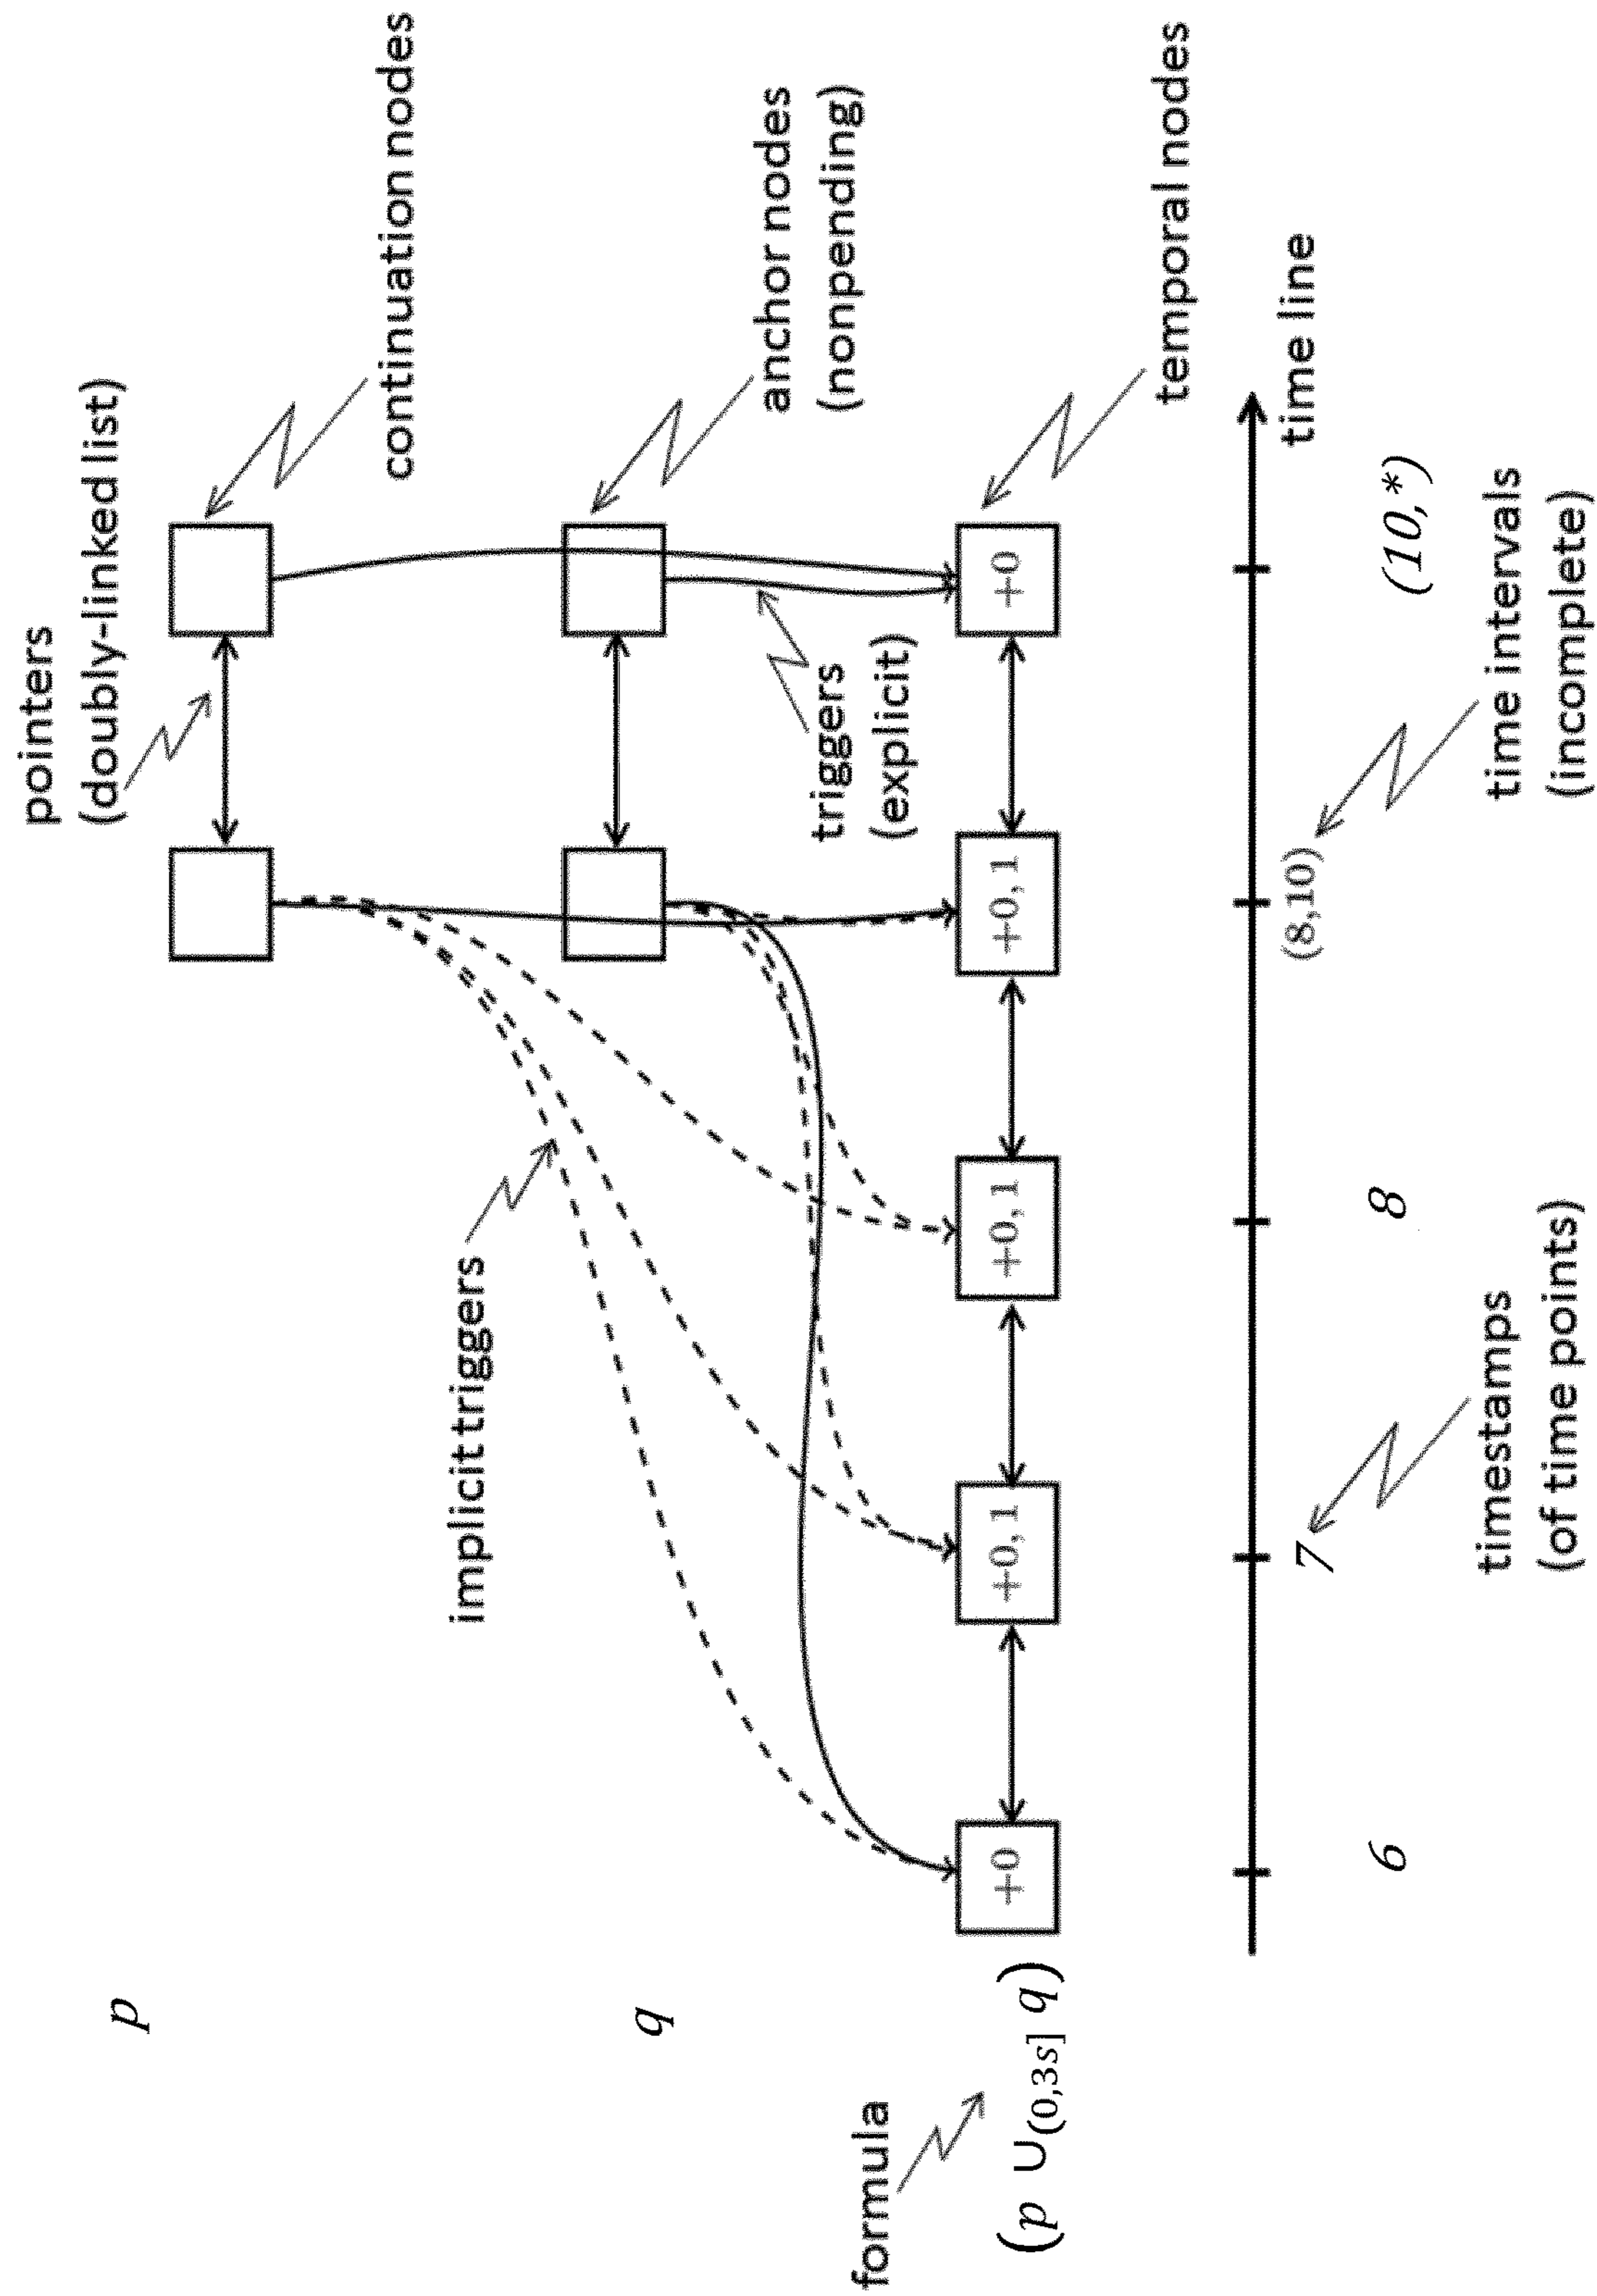 pointers
(doubly-linked list)
p
continuation nodes
implicit triggers
q
anchor nodes
(nonpending)
triggers
(explicit)
formula
(p U(0,3s] q)
+0
+0, 1
+0, 1
+0, 1
+0
temporal nodes
time line
6
7
8
(8,10)
(10,*)
timestamps
(of time points)
time intervals
(incomplete)